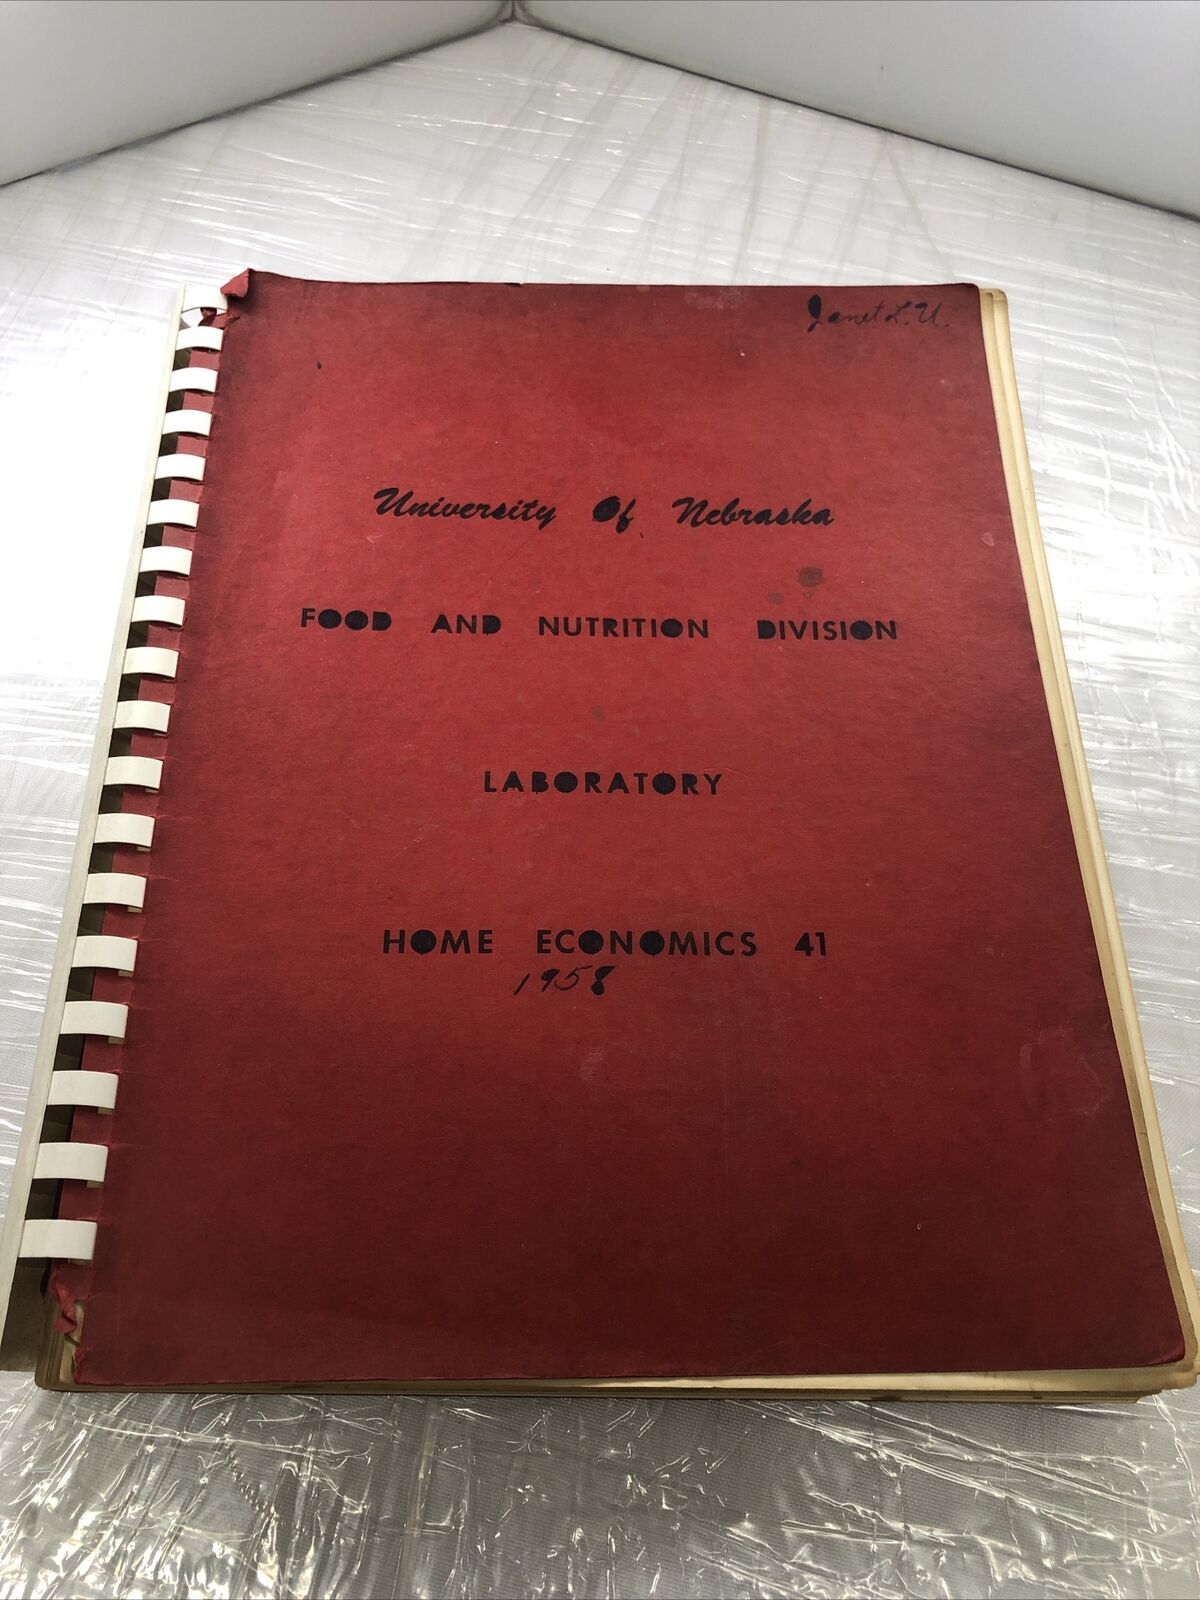 Janet L. U.
University Of Nebraska
FOOD AND NUTRITION DIVISION
LABORATORY
HOME ECONOMICS 41
1958